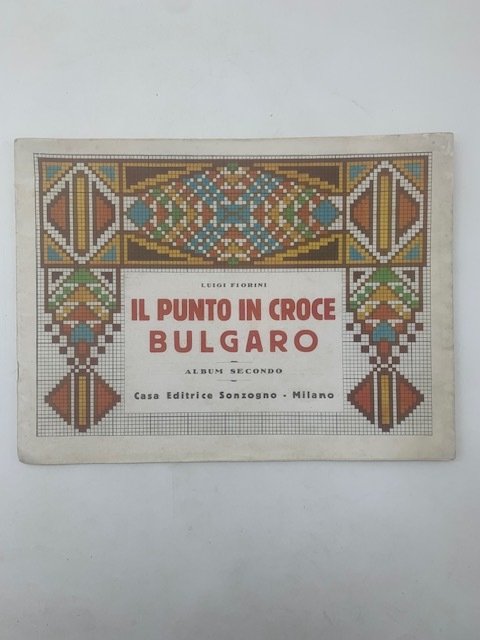 LUIGI FIORINI
IL PUNTO IN CROCE
BULGARO
ALBUM SECONDO
Casa Editrice Sonzogno - Milano